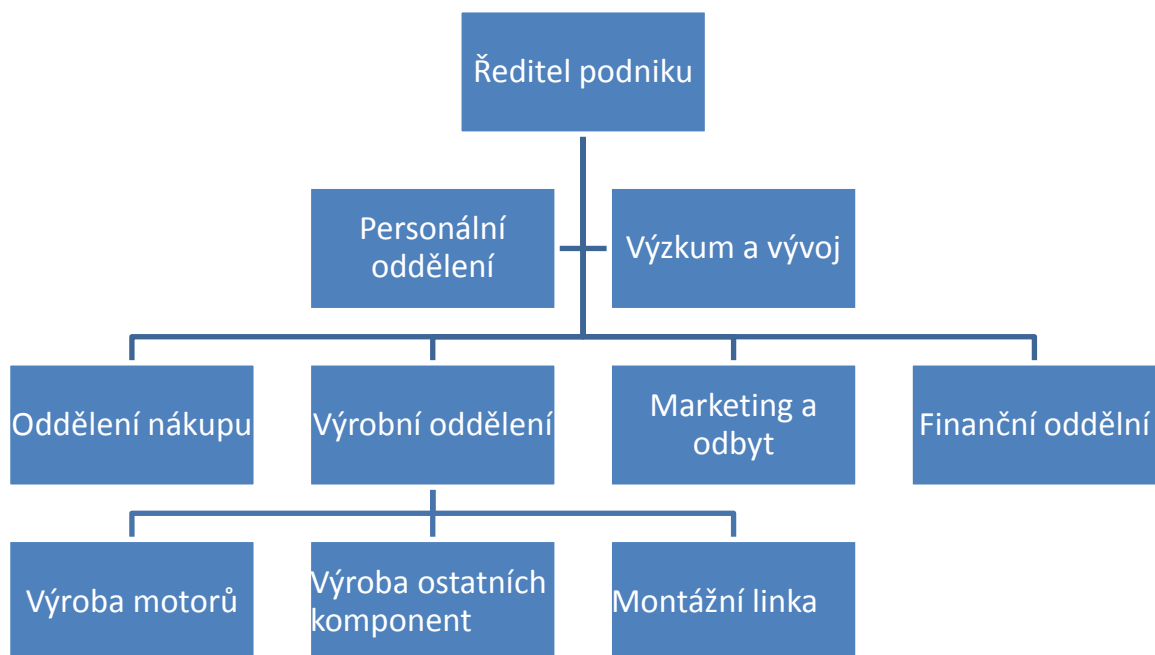 Ředitel podniku
Personální
oddělení
Výzkum a vývoj
Oddělení nákupu
Výrobní oddělení
Marketing a
odbyt
Finanční oddělní
Výroba motorů
Výroba ostatních
komponent
Montážní linka